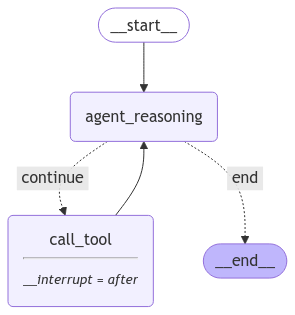 __start__
agent_reasoning
continue
end
call_tool
__interrupt = after
__end__